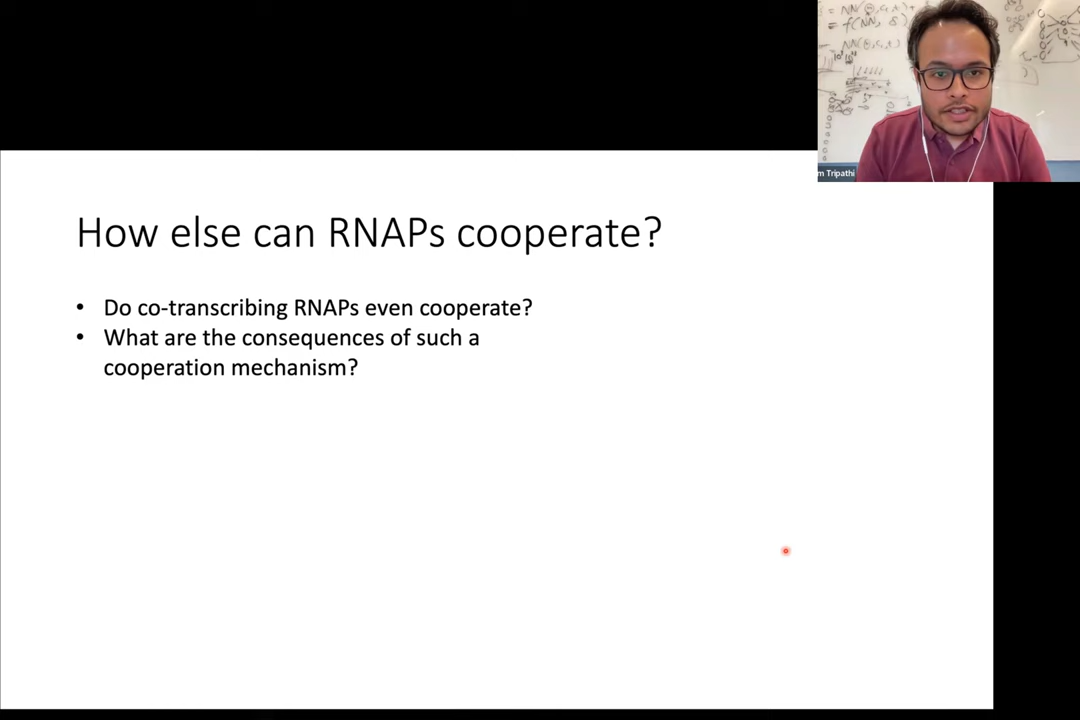 m Tripathi
How else can RNAPs cooperate?
• Do co-transcribing RNAPs even cooperate?
• What are the consequences of such a
cooperation mechanism?